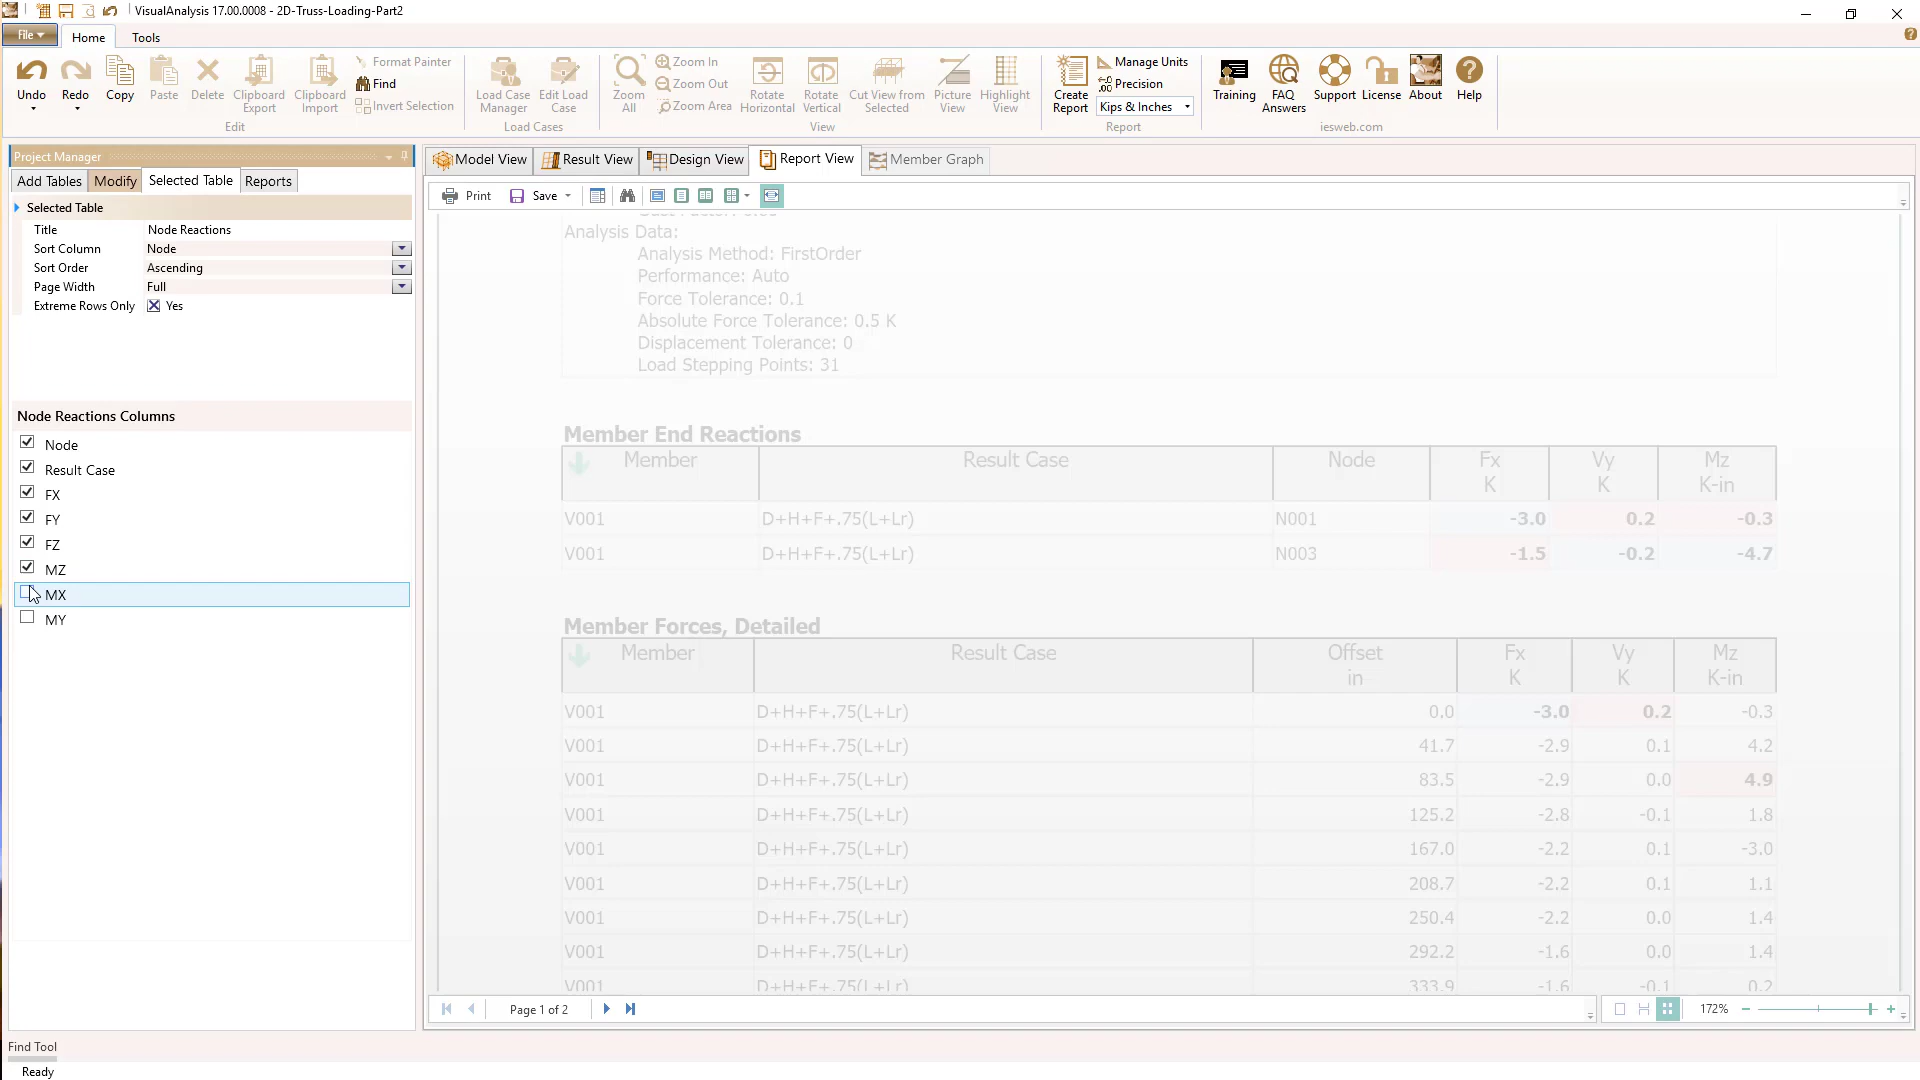 VisualAnalysis 17.00.0008 - 2D-Truss-Loading-Part2
File
Home
Tools
Undo
Redo
Copy
Paste
Delete
Clipboard Export
Clipboard Import
Format Painter
Find
Invert Selection
Edit
Load Case Manager
Edit Load Case
Load Cases
Zoom All
Zoom In
Zoom Out
Zoom Area
Rotate Horizontal
Rotate Vertical
Cut View from Selected
Picture View
Highlight View
View
Create Report
Manage Units
Precision
Kips & Inches
Report
Training
FAQ Answers
Support
License
About
Help
iesweb.com
Project Manager
Add Tables
Modify
Selected Table
Reports
Selected Table
Title Node Reactions
Sort Column Node
Sort Order Ascending
Page Width Full
Extreme Rows Only Yes
Node Reactions Columns
Node
Result Case
FX
FY
FZ
MZ
MX
MY
Model View
Result View
Design View
Report View
Member Graph
Print
Save
Analysis Data:
Analysis Method: FirstOrder
Performance: Auto
Force Tolerance: 0.1
Absolute Force Tolerance: 0.5 K
Displacement Tolerance: 0
Load Stepping Points: 31
Member End Reactions
Member Result Case Node Fx Vy Mz
K K K-in
V001 D+H+F+.75(L+Lr) N001 -3.0 0.2 -0.3
V001 D+H+F+.75(L+Lr) N003 -1.5 -0.2 -4.7
Member Forces, Detailed
Member Result Case Offset Fx Vy Mz
in K K K-in
V001 D+H+F+.75(L+Lr) 0.0 -3.0 0.2 -0.3
V001 D+H+F+.75(L+Lr) 41.7 -2.9 0.1 4.2
V001 D+H+F+.75(L+Lr) 83.5 -2.9 0.0 4.9
V001 D+H+F+.75(L+Lr) 125.2 -2.8 -0.1 1.8
V001 D+H+F+.75(L+Lr) 167.0 -2.2 0.1 -3.0
V001 D+H+F+.75(L+Lr) 208.7 -2.2 0.1 1.1
V001 D+H+F+.75(L+Lr) 250.4 -2.2 0.0 1.4
V001 D+H+F+.75(L+Lr) 292.2 -1.6 0.0 1.4
V001 D+H+F+.75(L+Lr) 333.9 -1.6 -0.1 0.2
Page 1 of 2
172%
Find Tool
Ready